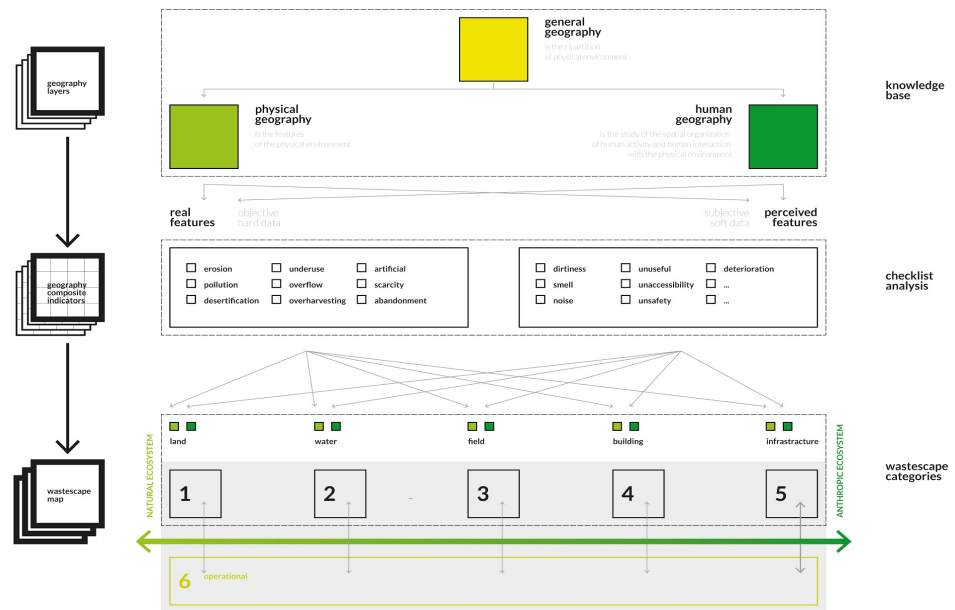 general
geography
is the ripartition
of physical environment
geography
layers
knowledge
base
physical
geography
is the features
of the physical environment
human
geography
is the study of the spatial organization
of human activity and human interaction
with the physical environment
real
features
objective
hard data
subjective
soft data
perceived
features
geography
composite
indicators
erosion
underuse
artificial
pollution
overflow
scarcity
desertification
overharvesting
abandonment
dirtiness
unuseful
deterioration
smell
unaccessibility
...
noise
unsafety
...
checklist
analysis
NATURAL ECOSYSTEM
land
water
field
building
infrastracture
ANTHROPIC ECOSYSTEM
wastescape
map
1
2
3
4
5
wastescape
categories
6 operational